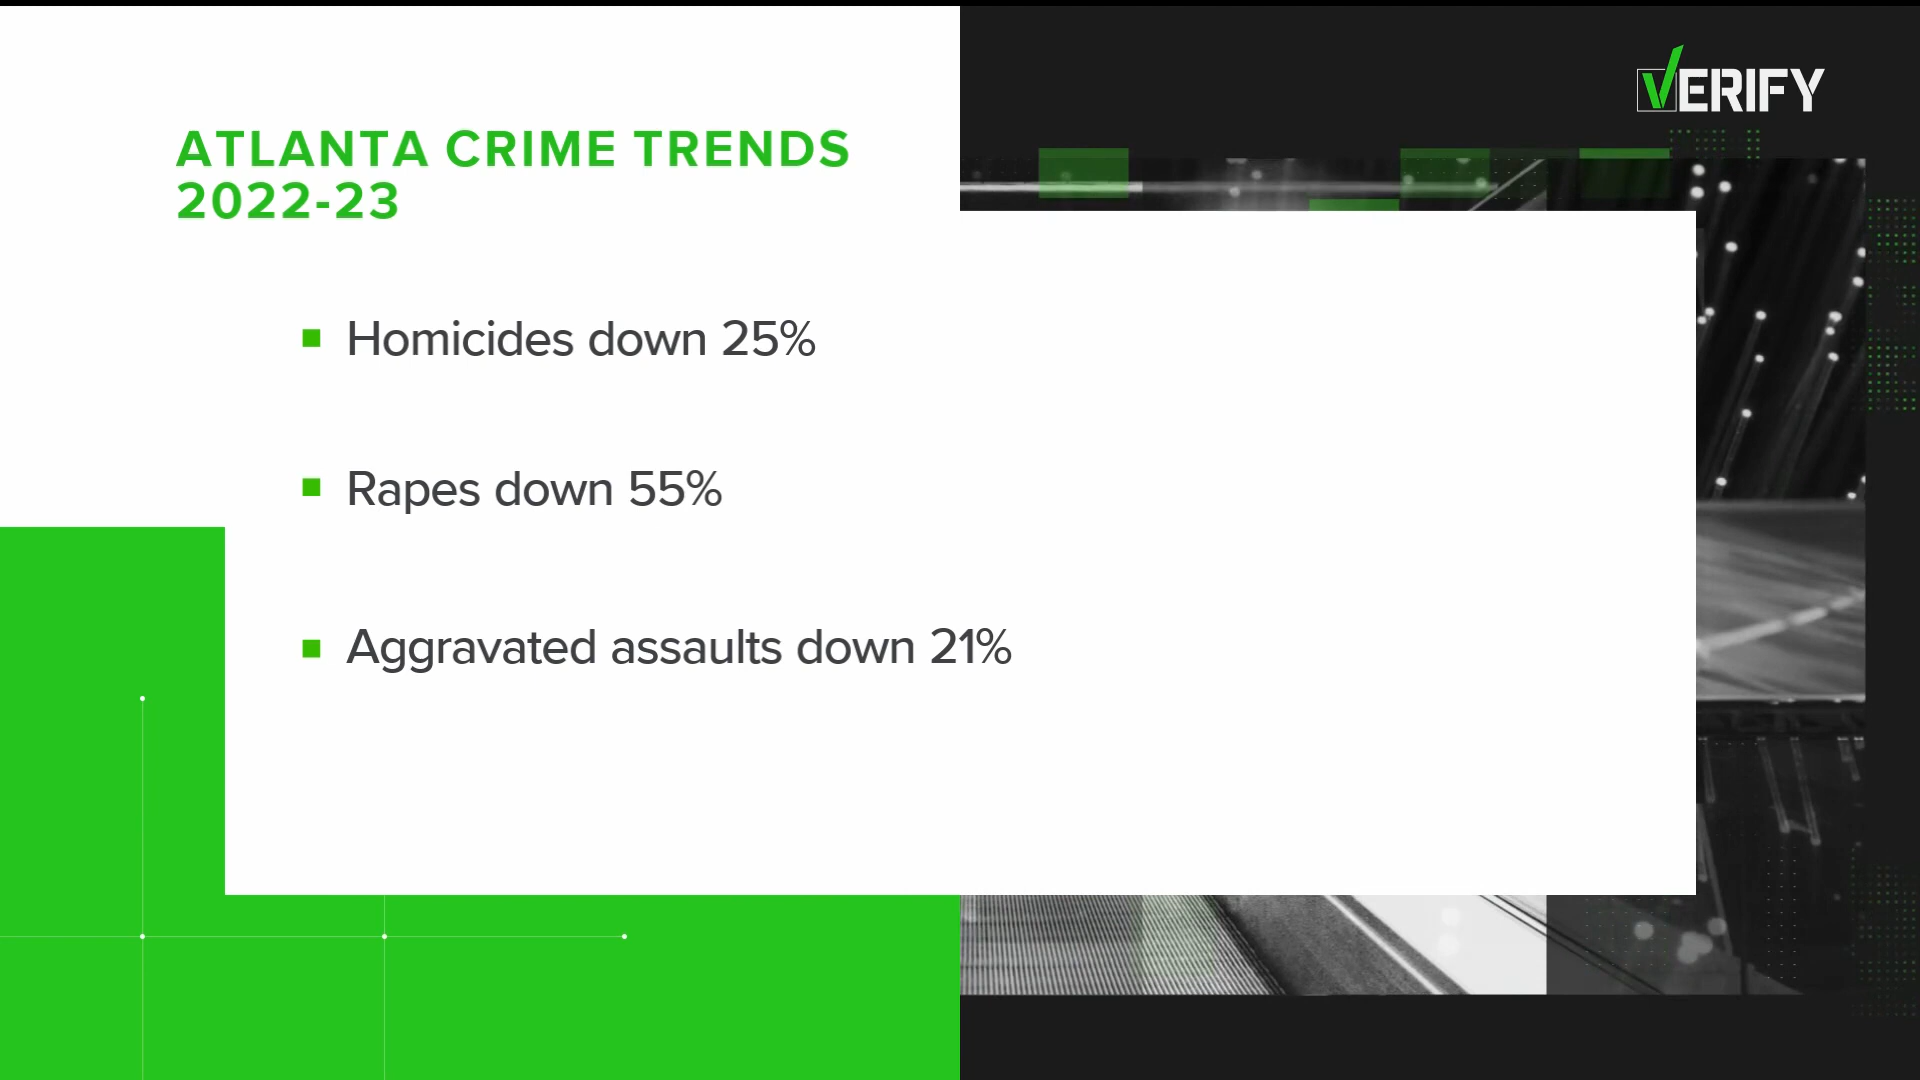 VERIFY
ATLANTA CRIME TRENDS
2022-23
Homicides down 25%
Rapes down 55%
Aggravated assaults down 21%